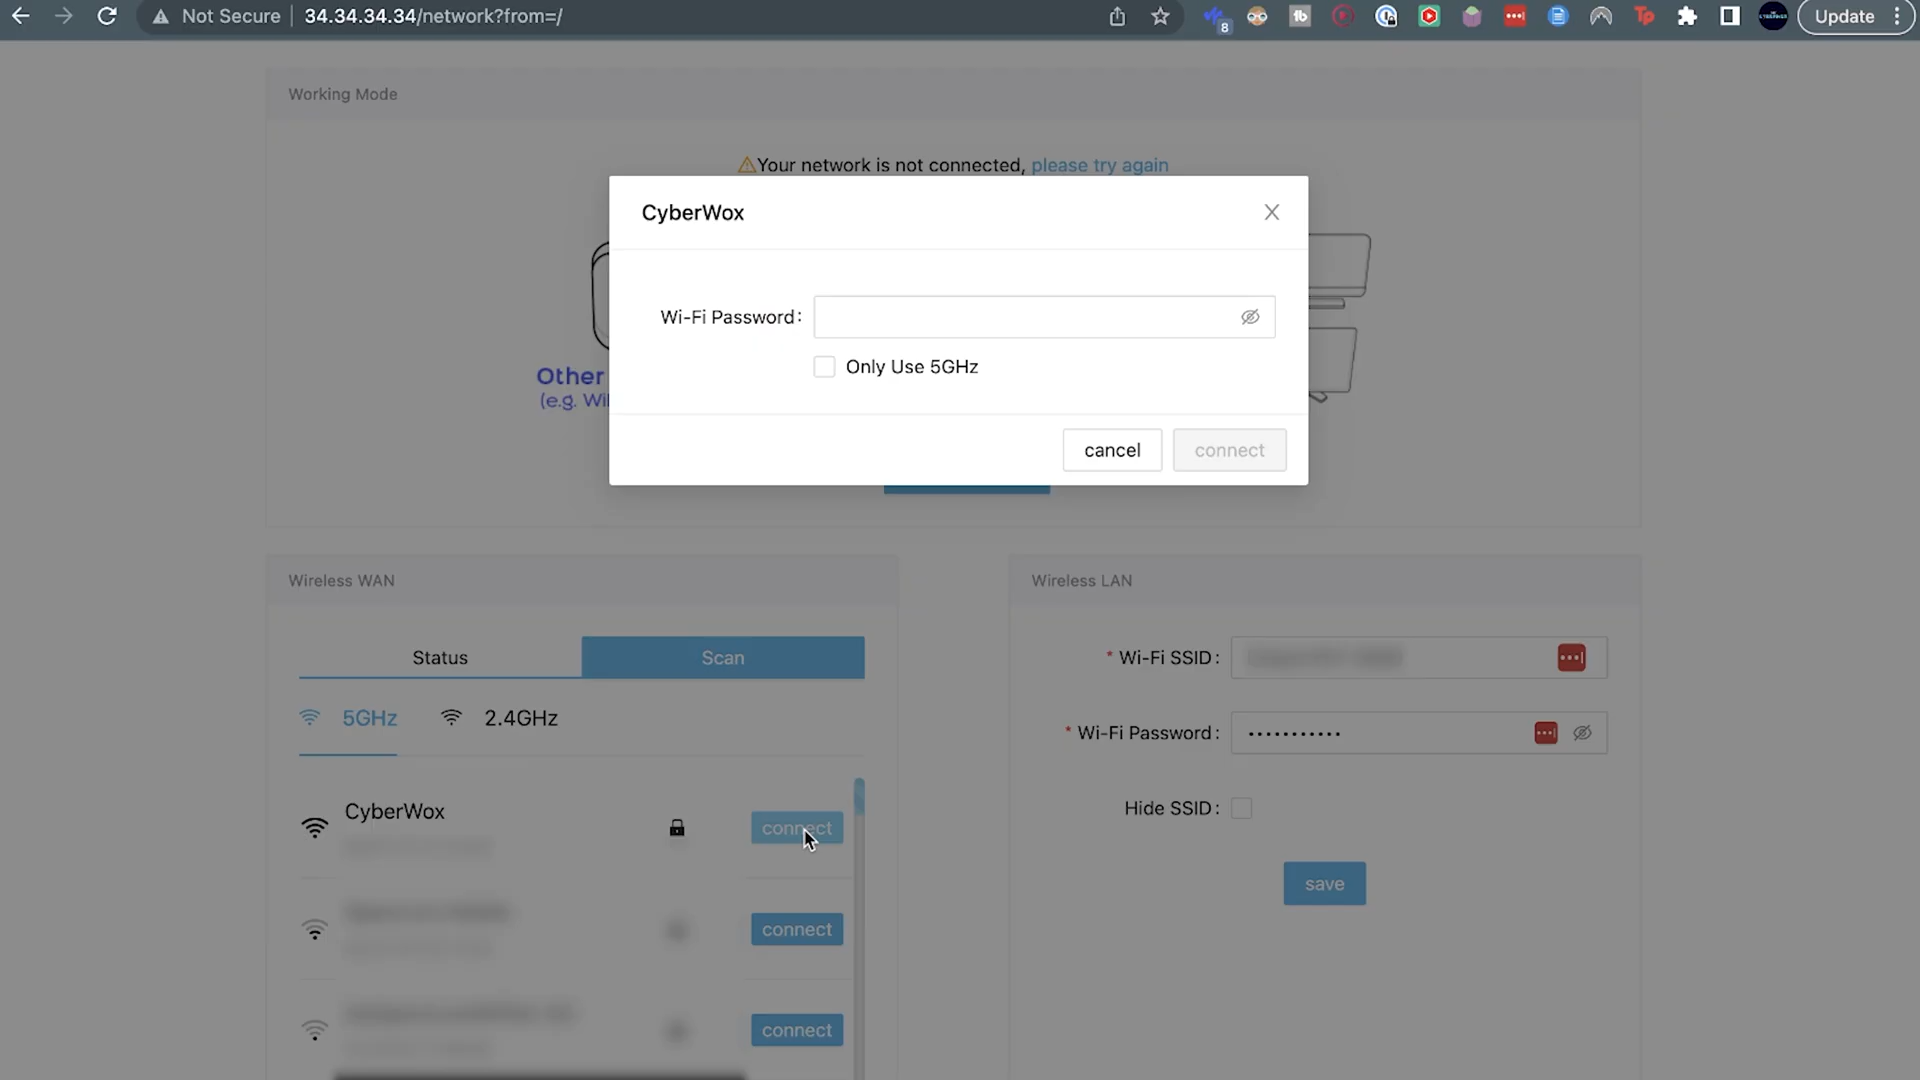 Not Secure
34.34.34.34/network?from=/
8
Tp
Update
Working Mode
Your network is not connected, please try again
CyberWox
Wi-Fi Password:
Only Use 5GHz
Other
(e.g. Wi
cancel
connect
Wireless WAN
Status
Scan
5GHz
2.4GHz
CyberWox
connect
connect
connect
Wireless LAN
* Wi-Fi SSID:
* Wi-Fi Password:
•••••••••••
Hide SSID:
save